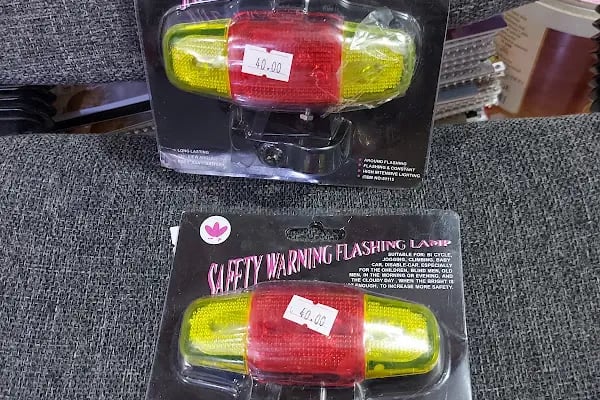 40.00
LONG LASTING
AROUND FLASHING
FLASHING & CONSTANT
HIGH INTENSIVE LIGHTING
SAFETY WARNING FLASHING LAMP
SUITABLE FOR: BI CYCLE,
JOGGING, CLIMBING, BABY
CAR, DISABLE-CAR, ESPECIALLY
FOR THE CHILDREN, BLIND MEN, OLD
MEN, IN THE MORNING OR EVENING, AND
THE CLOUDY DAY, WHEN THE BRIGHT IS
ENOUGH, TO INCREASE MORE SAFETY.
40.00